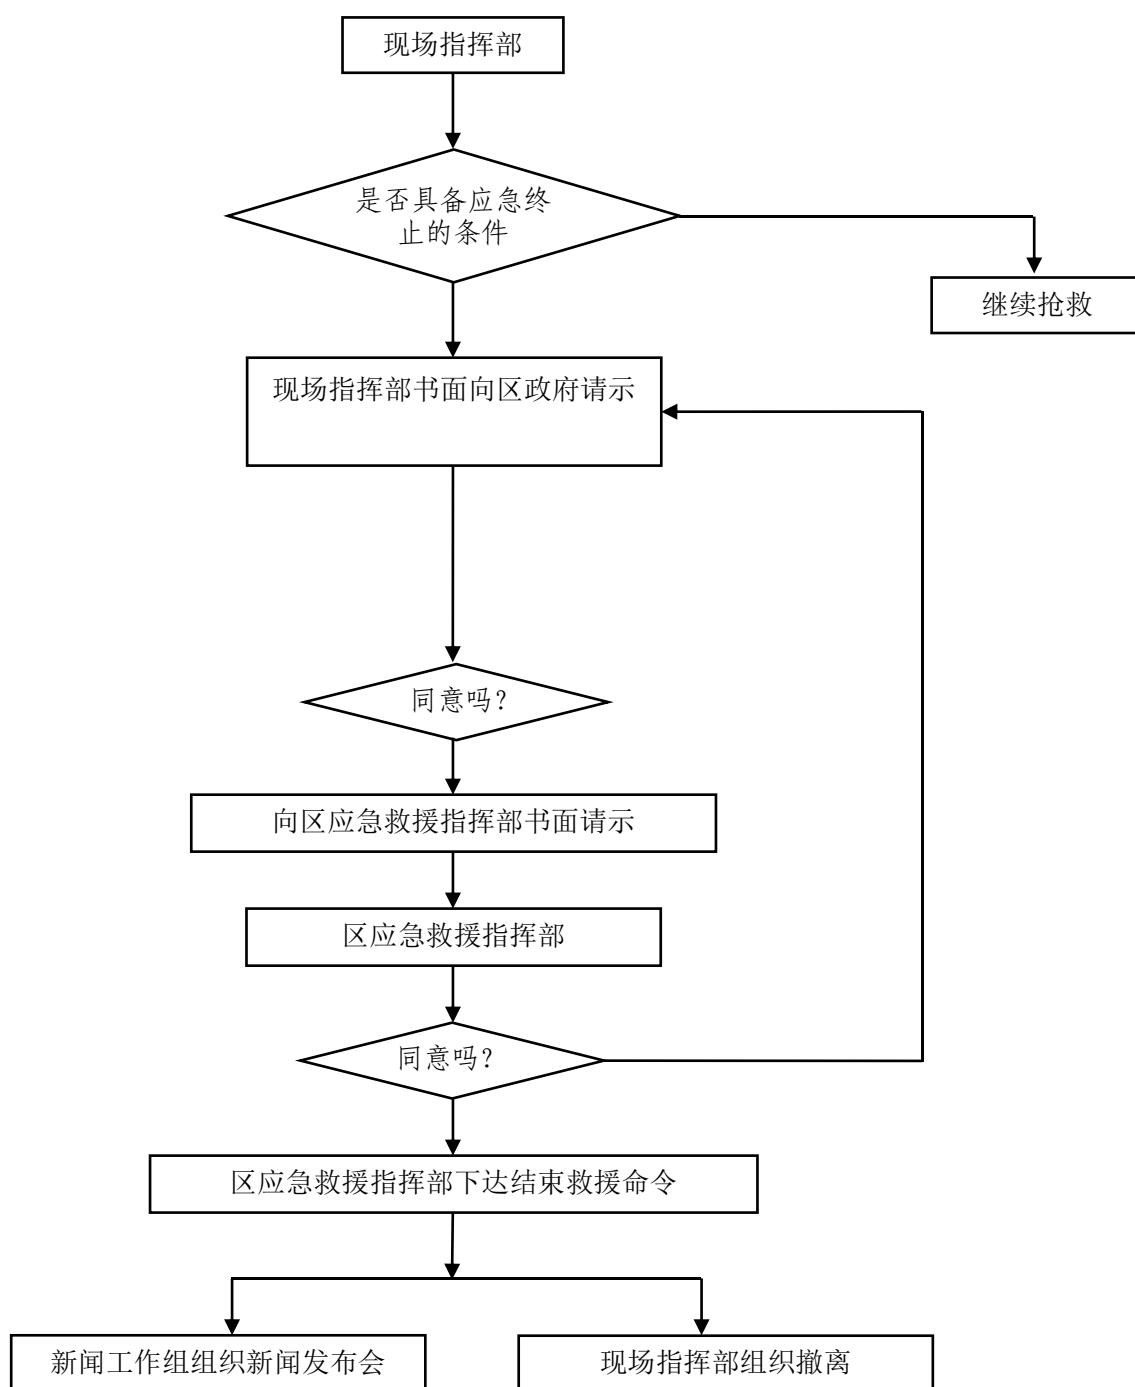 现场指挥部
是否具备应急终
止的条件
继续抢救
现场指挥部书面向区政府请示
同意吗？
向区应急救援指挥部书面请示
区应急救援指挥部
同意吗？
区应急救援指挥部下达结束救援命令
新闻工作组组织新闻发布会
现场指挥部组织撤离